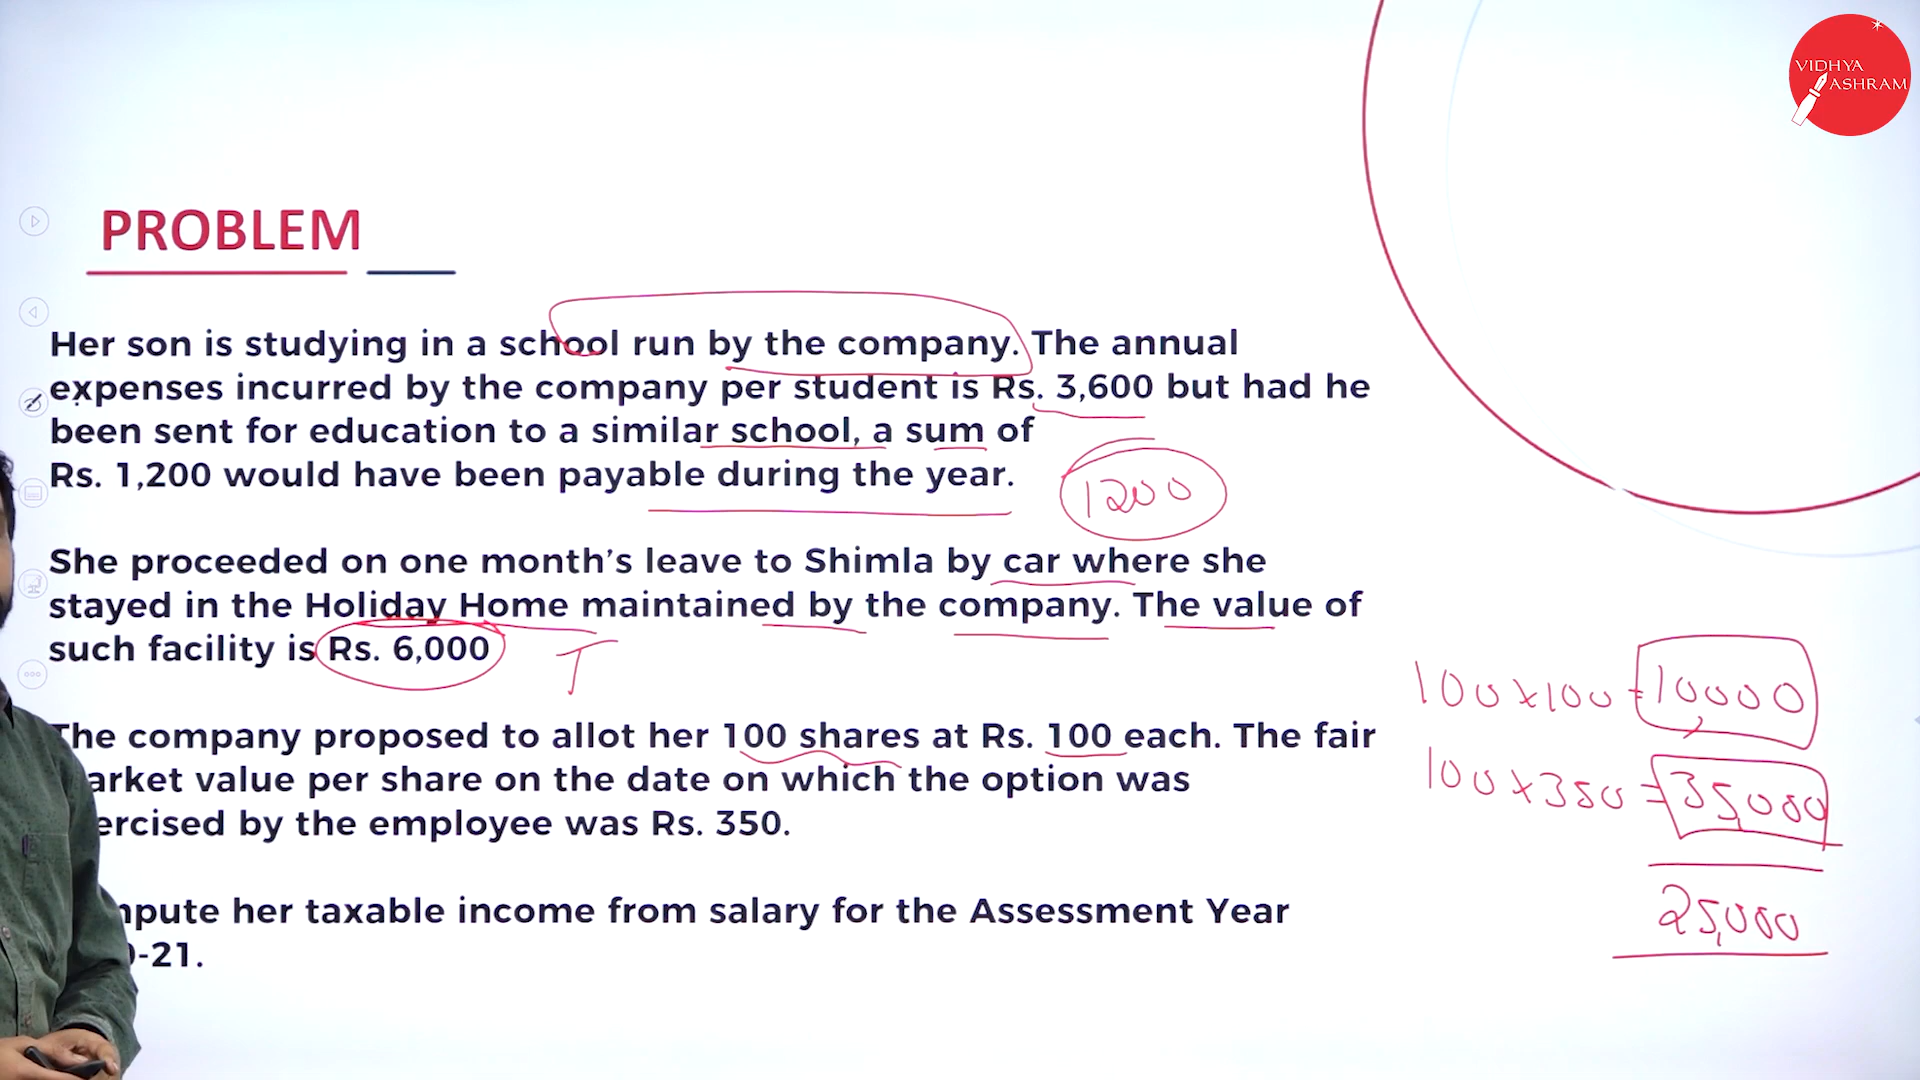 VIDHYA
ASHRAM
PROBLEM
Her son is studying in a school run by the company. The annual
expenses incurred by the company per student is Rs. 3,600 but had he
been sent for education to a similar school, a sum of
Rs. 1,200 would have been payable during the year.
1200
She proceeded on one month’s leave to Shimla by car where she
stayed in the Holiday Home maintained by the company. The value of
such facility is Rs. 6,000
T
100x100 = 10,000
The company proposed to allot her 100 shares at Rs. 100 each. The fair
arket value per share on the date on which the option was
100x350 = 35,000
ercised by the employee was Rs. 350.
25,000
pute her taxable income from salary for the Assessment Year
-21.